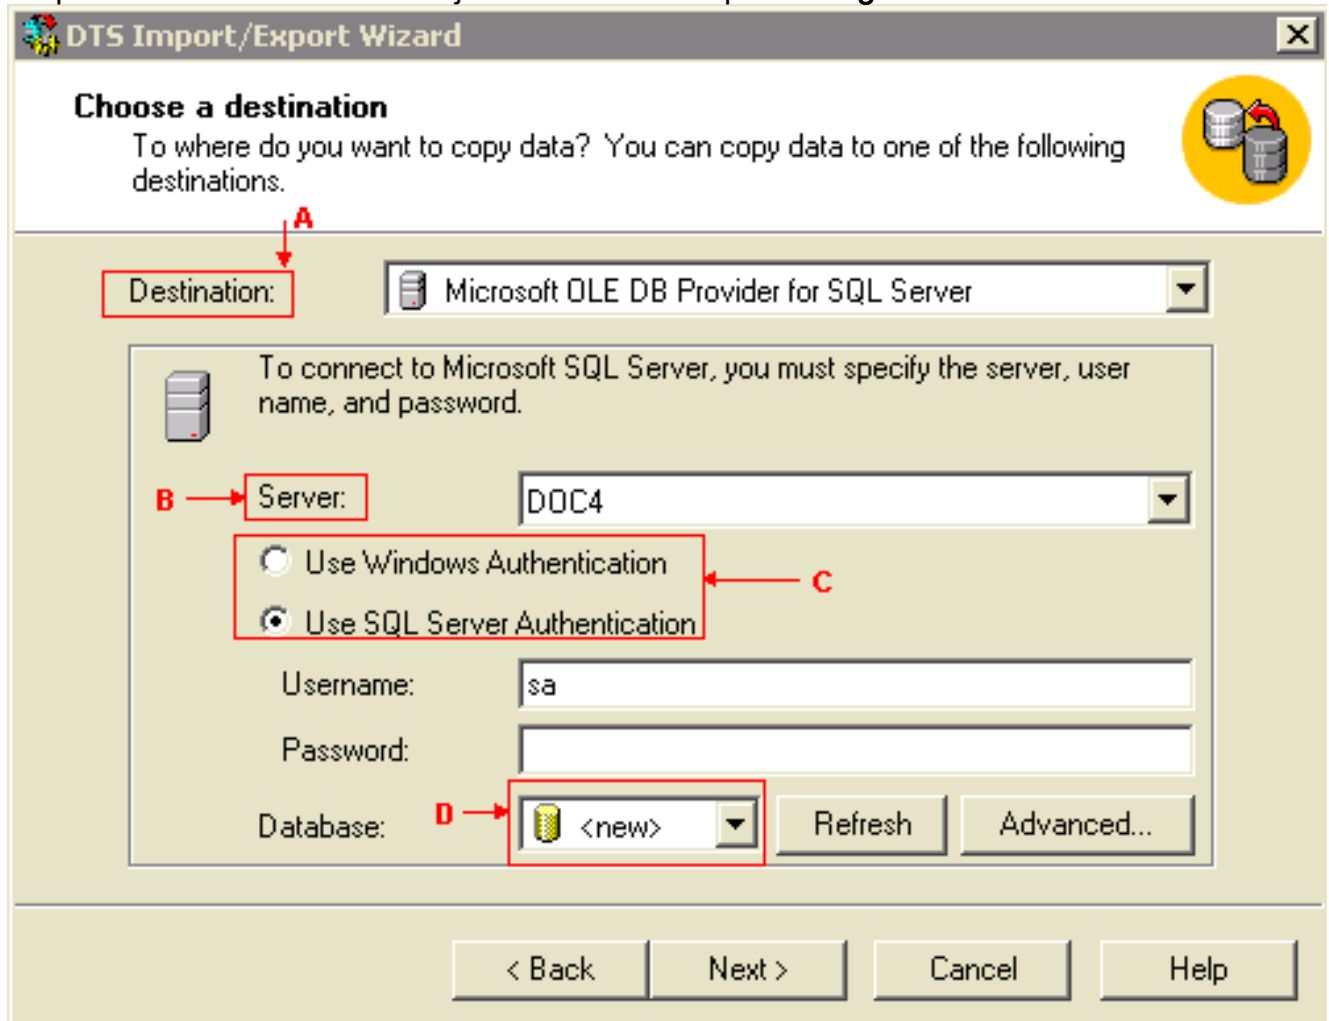 DTS Import/Export Wizard
Choose a destination
To where do you want to copy data? You can copy data to one of the following
destinations.
A
Destination: Microsoft OLE DB Provider for SQL Server
To connect to Microsoft SQL Server, you must specify the server, user
name, and password.
B Server: DOC4
Use Windows Authentication
C
Use SQL Server Authentication
Username: sa
Password:
Database: D <new> Refresh Advanced...
< Back Next > Cancel Help